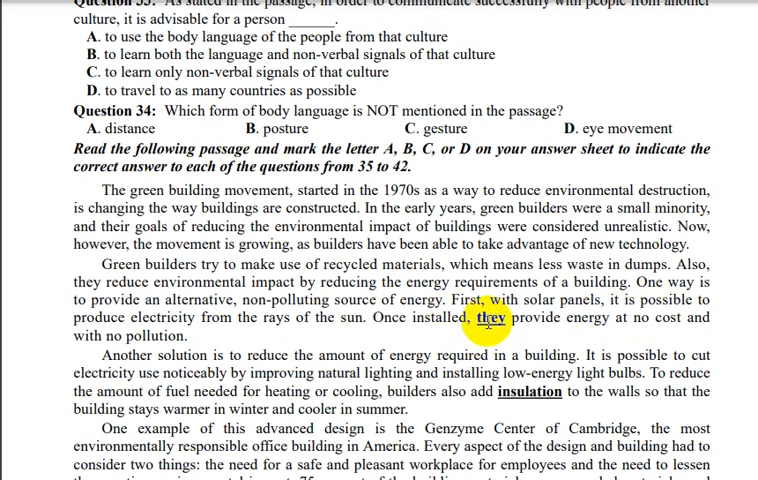 Question 33: As stated in the passage, in order to communicate successfully with people from another
culture, it is advisable for a person ______.
A. to use the body language of the people from that culture
B. to learn both the language and non-verbal signals of that culture
C. to learn only non-verbal signals of that culture
D. to travel to as many countries as possible
Question 34: Which form of body language is NOT mentioned in the passage?
A. distance B. posture C. gesture D. eye movement
Read the following passage and mark the letter A, B, C, or D on your answer sheet to indicate the
correct answer to each of the questions from 35 to 42.
The green building movement, started in the 1970s as a way to reduce environmental destruction,
is changing the way buildings are constructed. In the early years, green builders were a small minority,
and their goals of reducing the environmental impact of buildings were considered unrealistic. Now,
however, the movement is growing, as builders have been able to take advantage of new technology.
Green builders try to make use of recycled materials, which means less waste in dumps. Also,
they reduce environmental impact by reducing the energy requirements of a building. One way is
to provide an alternative, non-polluting source of energy. First, with solar panels, it is possible to
produce electricity from the rays of the sun. Once installed, they provide energy at no cost and
with no pollution.
Another solution is to reduce the amount of energy required in a building. It is possible to cut
electricity use noticeably by improving natural lighting and installing low-energy light bulbs. To reduce
the amount of fuel needed for heating or cooling, builders also add insulation to the walls so that the
building stays warmer in winter and cooler in summer.
One example of this advanced design is the Genzyme Center of Cambridge, the most
environmentally responsible office building in America. Every aspect of the design and building had to
consider two things: the need for a safe and pleasant workplace for employees and the need to lessen